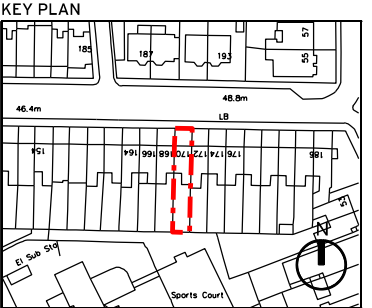 KEY PLAN
185
187
193
57
55
46.4m
48.8m
LB
154
164
166
168
170
172
174
176
186
53
N
El Sub Sta
Sports Court